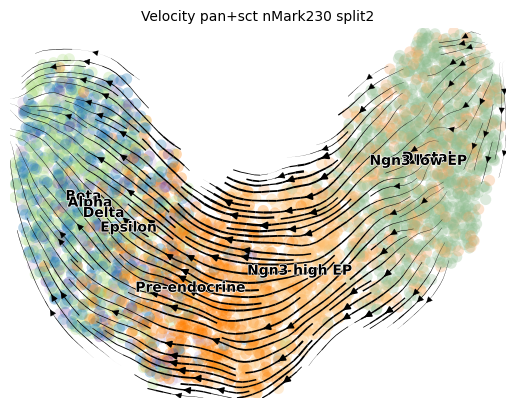 Velocity pan+sct nMark230 split2
Ngn3 low EP
Beta
Alpha
Delta
Epsilon
Ngn3 high EP
Pre-endocrine